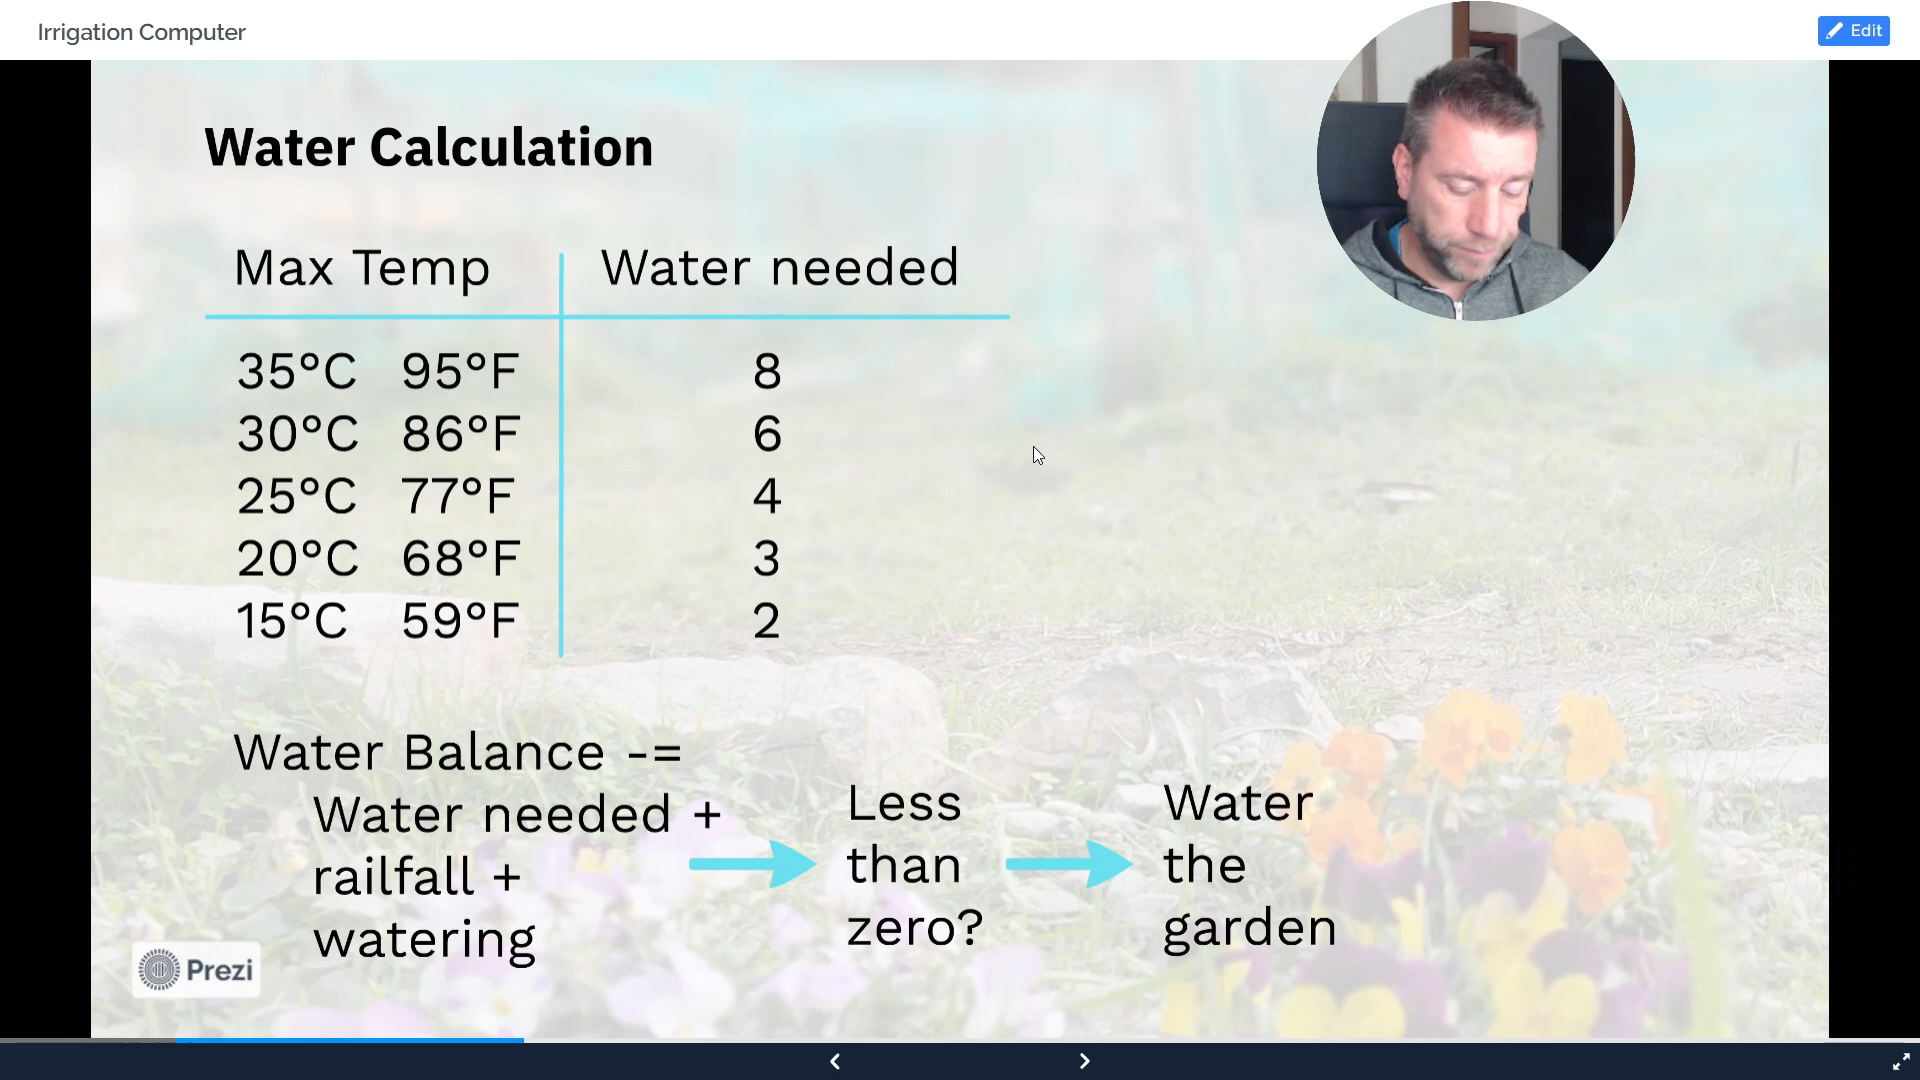 Irrigation Computer
Edit
Water Calculation
Max Temp Water needed
35°C 95°F 8
30°C 86°F 6
25°C 77°F 4
20°C 68°F 3
15°C 59°F 2
Water Balance -=
Water needed +
railfall +
watering
Less
than
zero?
Water
the
garden
Prezi